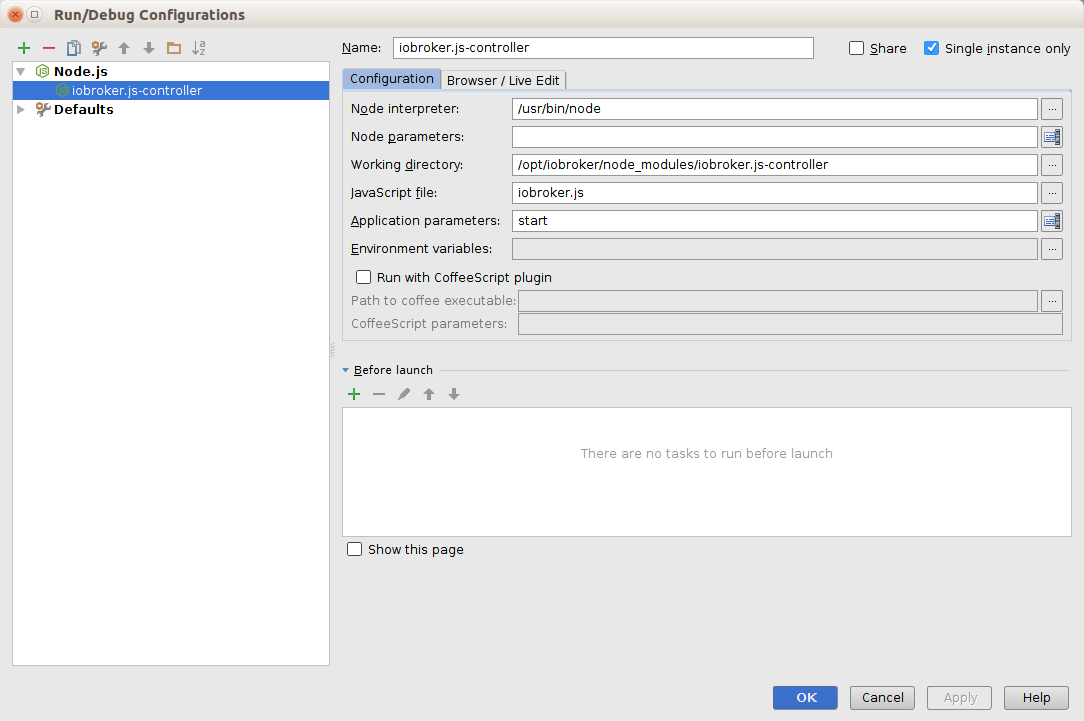 Run/Debug Configurations
Name: iobroker.js-controller Share Single instance only
Node.js
iobroker.js-controller
Defaults
Configuration Browser / Live Edit
Node interpreter: /usr/bin/node
Node parameters:
Working directory: /opt/iobroker/node_modules/iobroker.js-controller
JavaScript file: iobroker.js
Application parameters: start
Environment variables:
Run with CoffeeScript plugin
Path to coffee executable:
CoffeeScript parameters:
Before launch
There are no tasks to run before launch
Show this page
OK Cancel Apply Help